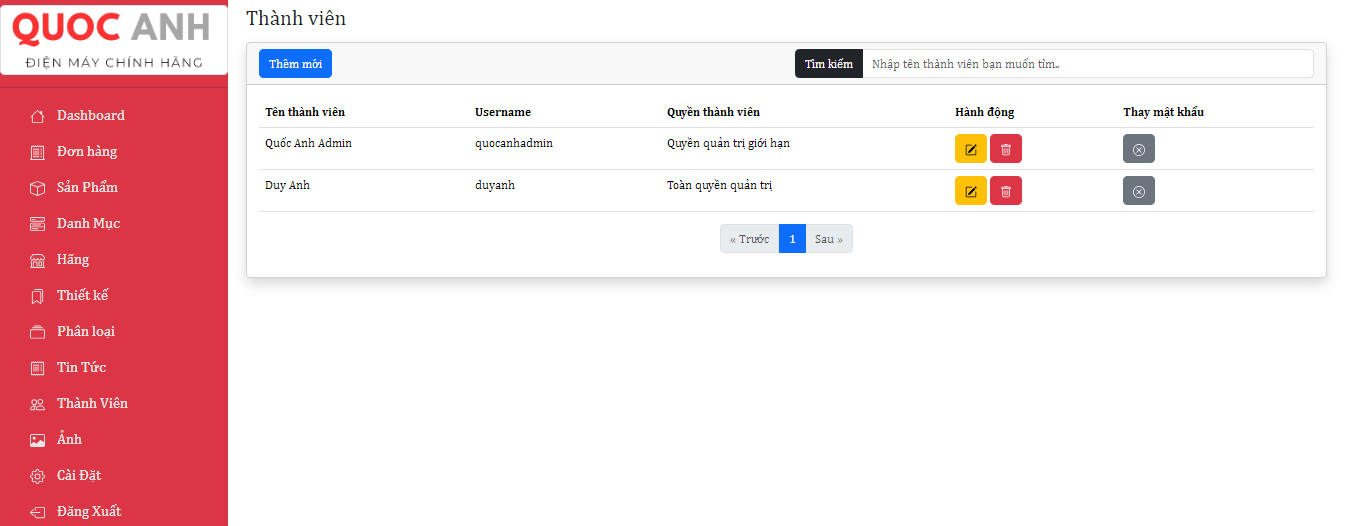 QUOC ANH
ĐIỆN MÁY CHÍNH HÃNG
Dashboard
Đơn hàng
Sản Phẩm
Danh Mục
Hãng
Thiết kế
Phân loại
Tin Tức
Thành Viên
Ảnh
Cài Đặt
Đăng Xuất
Thành viên
Thêm mới Tìm kiếm Nhập tên thành viên bạn muốn tìm..
Tên thành viên Username Quyền thành viên Hành động Thay mật khẩu
Quốc Anh Admin quocanhadmin Quyền quản trị giới hạn
Duy Anh duyanh Toàn quyền quản trị
« Trước 1 Sau »